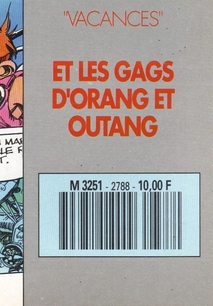 "VACANCES"
ET LES GAGS
D'ORANG ET
OUTANG
M 3251 - 2788 - 10,00 F